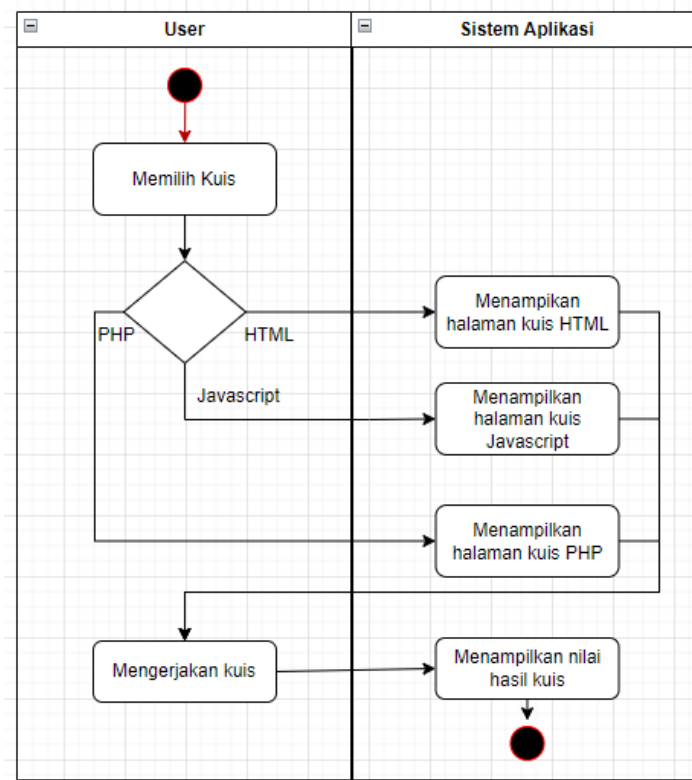 User
Sistem Aplikasi
Memilih Kuis
PHP
HTML
Javascript
Menampikan
halaman kuis HTML
Menampilkan
halaman kuis
Javascript
Menampilkan
halaman kuis PHP
Mengerjakan kuis
Menampilkan nilai
hasil kuis